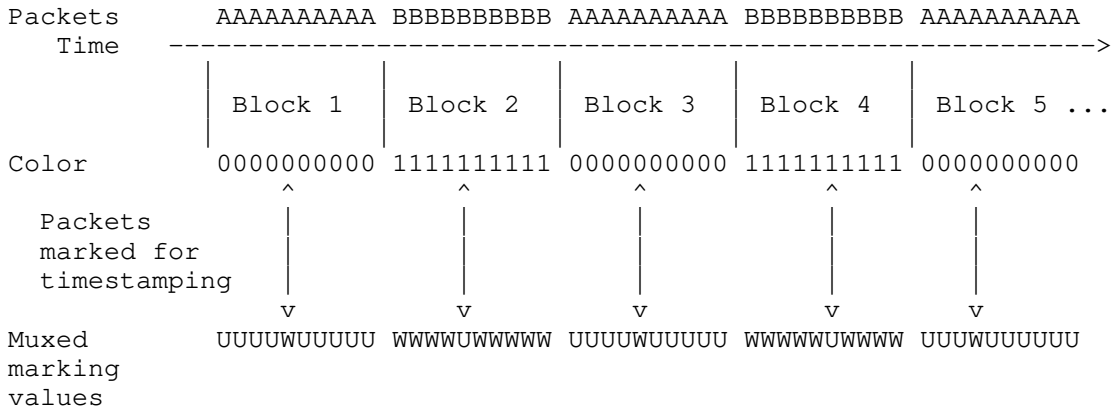 Packets AAAAAAAAAA BBBBBBBBBB AAAAAAAAAA BBBBBBBBBB AAAAAAAAAA
Time
Block 1 Block 2 Block 3 Block 4 Block 5 ...
Color 0000000000 1111111111 0000000000 1111111111 0000000000
Packets
marked for
timestamping
Muxed UUUUWUUUUU WWWWUWWWWW UUUUWUUUUU WWWWWUWWWW UUUWUUUUUU
marking
values